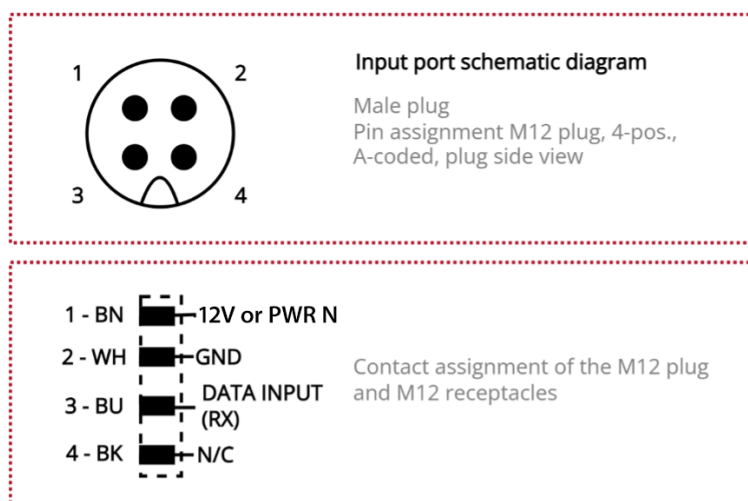 1
2
3
4
Input port schematic diagram
Male plug
Pin assignment M12 plug, 4-pos.,
A-coded, plug side view
1 - BN 12V or PWR N
2 - WH GND
3 - BU DATA INPUT
(RX)
4 - BK N/C
Contact assignment of the M12 plug
and M12 receptacles